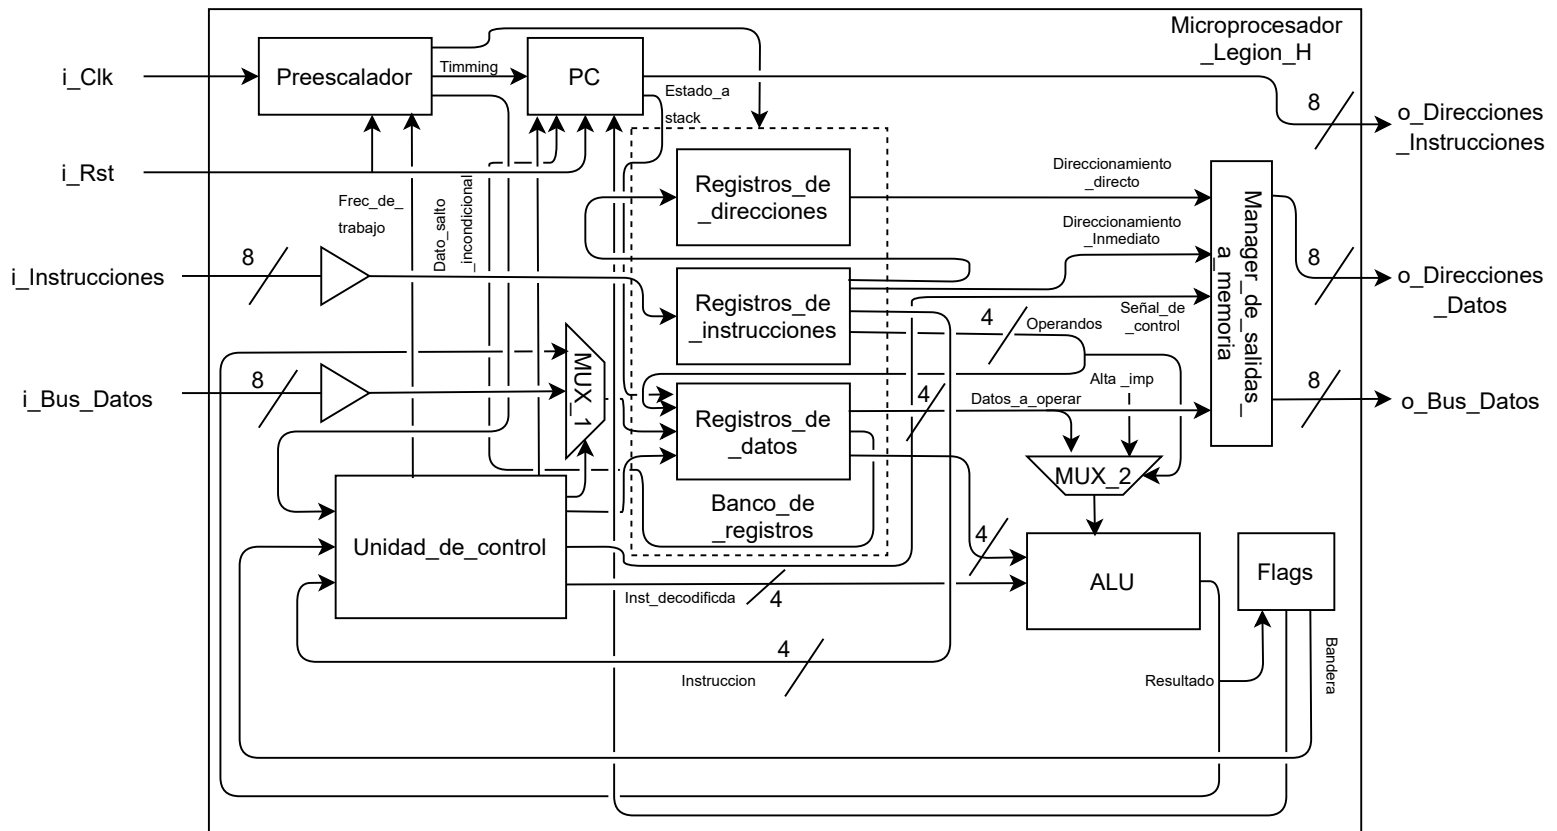 Microprocesador
_Legion_H
i_Clk
Preescalador
Timming
PC
Estado_a
stack
8
o_Direcciones
_Instrucciones
i_Rst
Frec_de_
trabajo
Dato_salto
_incondicional
Registros_de
_direcciones
Direccionamiento
_directo
Direccionamiento
_Inmediato
Manager_de_salidas_
a_memoria
8
o_Direcciones
_Datos
i_Instrucciones
8
Registros_de
_instrucciones
4
Operandos
Señal_de
_control
i_Bus_Datos
8
MUX_1
Registros_de
_datos
4
Datos_a_operar
Alta _imp
8
o_Bus_Datos
MUX_2
Banco_de
_registros
Unidad_de_control
4
ALU
Flags
Inst_decodificda
4
4
Instruccion
Resultado
Bandera